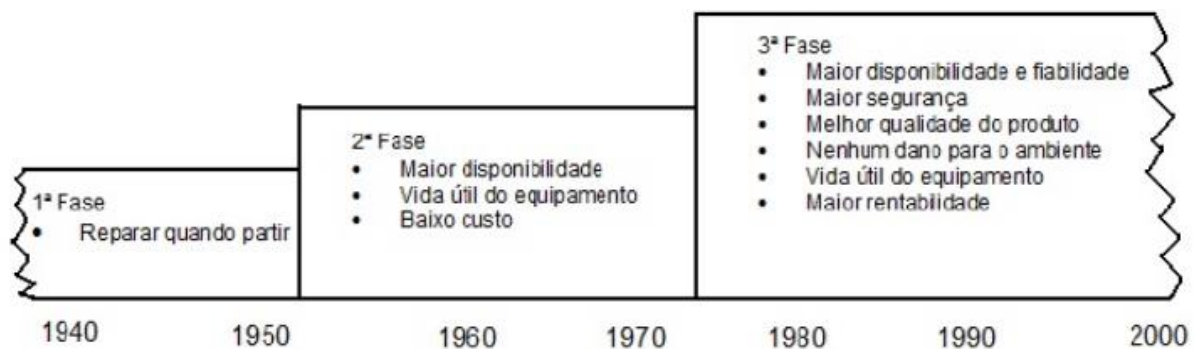 1ª Fase
• Reparar quando partir
2ª Fase
• Maior disponibilidade
• Vida útil do equipamento
• Baixo custo
3ª Fase
• Maior disponibilidade e fiabilidade
• Maior segurança
• Melhor qualidade do produto
• Nenhum dano para o ambiente
• Vida útil do equipamento
• Maior rentabilidade
1940 1950 1960 1970 1980 1990 2000